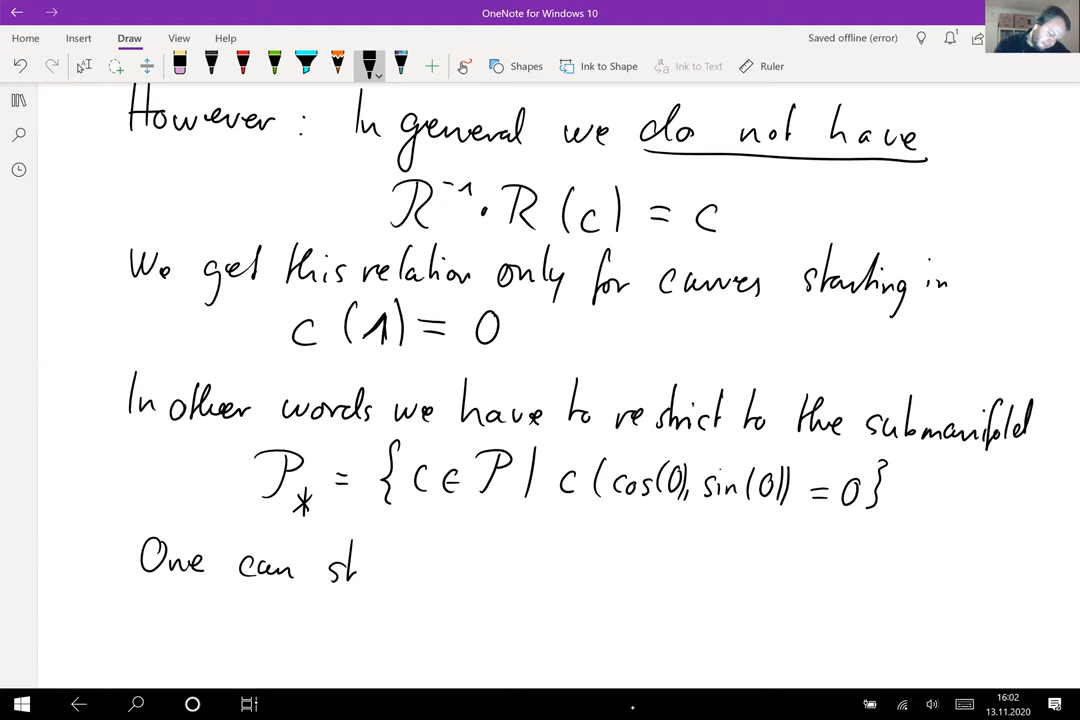 OneNote for Windows 10
Home Insert Draw View Help Saved offline (error)
Shapes Ink to Shape Ink to Text Ruler
However: In general we do not have
R⁻¹ · R (c) = c
We get this relation only for curves starting in
c (1) = 0
In other words we have to restrict to the submanifold
P_* = { c ∈ P | c (cos(0), sin(0)) = 0 }
One can st
16:02
13.11.2020